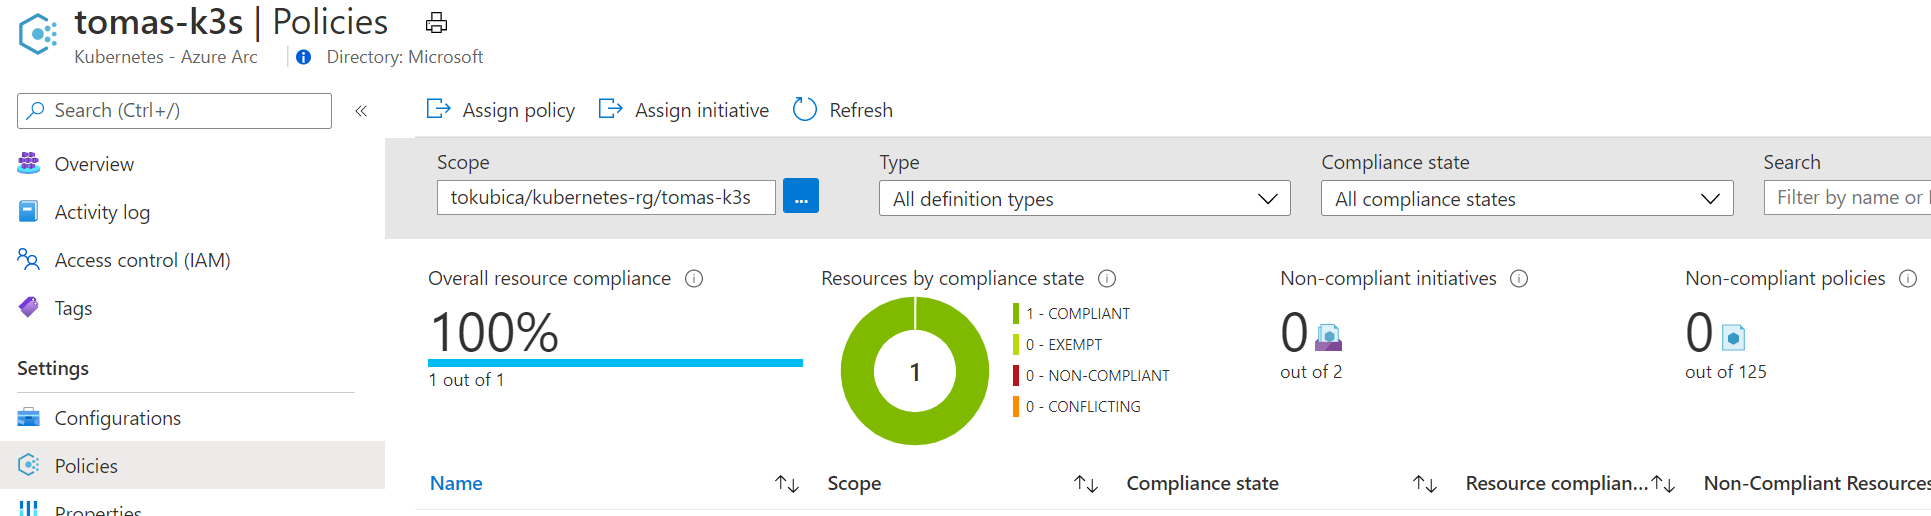 tomas-k3s | Policies
Kubernetes - Azure Arc
Directory: Microsoft
Search (Ctrl+/)
«
Overview
Activity log
Access control (IAM)
Tags
Settings
Configurations
Policies
Properties
Assign policy
Assign initiative
Refresh
Scope
tokubica/kubernetes-rg/tomas-k3s
...
Type
All definition types
Compliance state
All compliance states
Search
Filter by name or
Overall resource compliance
100%
1 out of 1
Resources by compliance state
1
1 - COMPLIANT
0 - EXEMPT
0 - NON-COMPLIANT
0 - CONFLICTING
Non-compliant initiatives
0
out of 2
Non-compliant policies
0
out of 125
Name
Scope
Compliance state
Resource complian...
Non-Compliant Resources